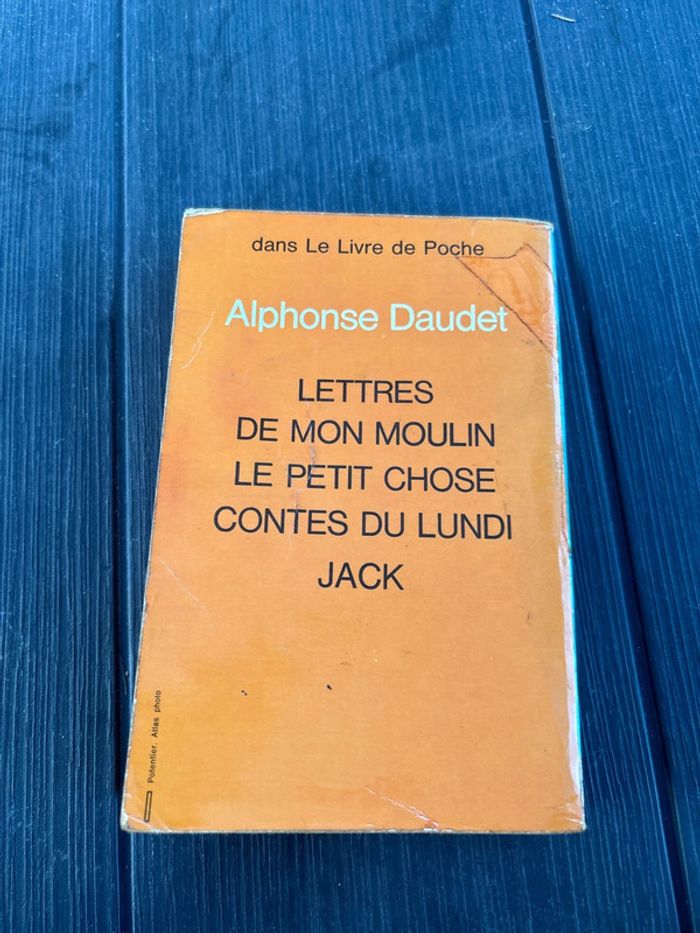 dans Le Livre de Poche
Alphonse Daudet
LETTRES
DE MON MOULIN
LE PETIT CHOSE
CONTES DU LUNDI
JACK
Potentier. Atlas photo